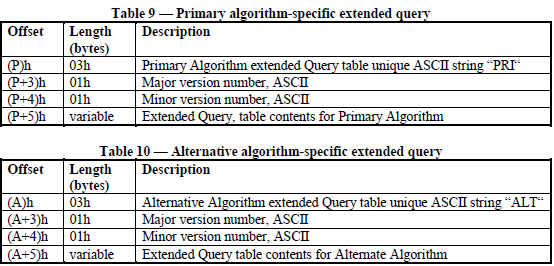 Table 9 — Primary algorithm-specific extended query
Offset Length (bytes) Description
(P)h 03h Primary Algorithm extended Query table unique ASCII string “PRI“
(P+3)h 01h Major version number, ASCII
(P+4)h 01h Minor version number, ASCII
(P+5)h variable Extended Query, table contents for Primary Algorithm
Table 10 — Alternative algorithm-specific extended query
Offset Length (bytes) Description
(A)h 03h Alternative Algorithm extended Query table unique ASCII string “ALT“
(A+3)h 01h Major version number, ASCII
(A+4)h 01h Minor version number, ASCII
(A+5)h variable Extended Query table contents for Alternate Algorithm